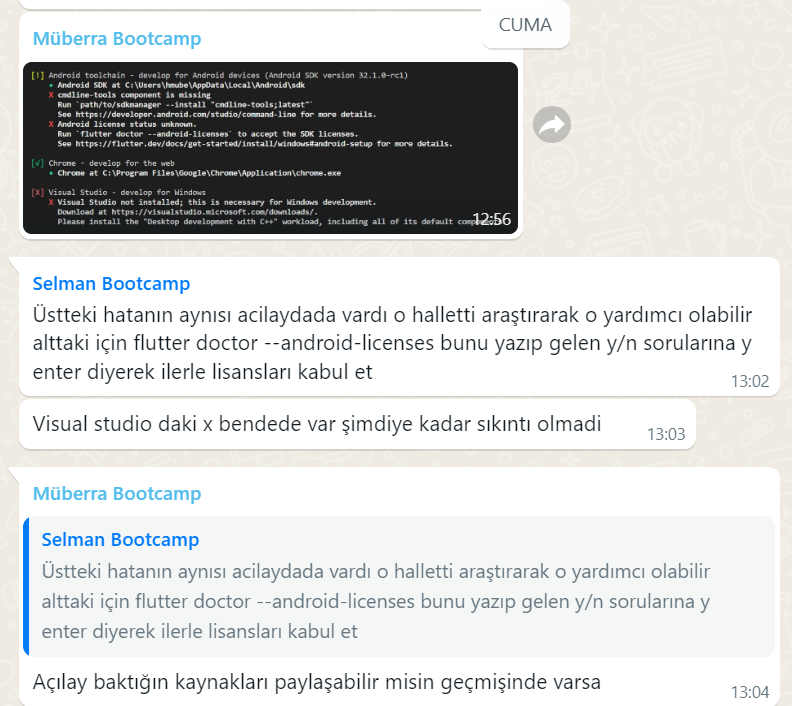 CUMA
Müberra Bootcamp
[!] Android toolchain - develop for Android devices (Android SDK version 32.1.0-rc1)
• Android SDK at C:\Users\hmube\AppData\Local\Android\sdk
X cmdline-tools component is missing
Run `path/to/sdkmanager --install "cmdline-tools;latest"`
See https://developer.android.com/studio/command-line for more details.
X Android license status unknown.
Run `flutter doctor --android-licenses` to accept the SDK licenses.
See https://flutter.dev/docs/get-started/install/windows#android-setup for more details.
[√] Chrome - develop for the web
• Chrome at C:\Program Files\Google\Chrome\Application\chrome.exe
[X] Visual Studio - develop for Windows
X Visual Studio not installed; this is necessary for Windows development.
Download at https://visualstudio.microsoft.com/downloads/.
Please install the "Desktop development with C++" workload, including all of its default
12:56
Selman Bootcamp
Üstteki hatanın aynısı acilaydada vardı o halletti araştırarak o yardımcı olabilir
alttaki için flutter doctor --android-licenses bunu yazıp gelen y/n sorularına y
enter diyerek ilerle lisansları kabul et
13:02
Visual studio daki x bendede var şimdiye kadar sıkıntı olmadi
13:03
Müberra Bootcamp
Selman Bootcamp
Üstteki hatanın aynısı acilaydada vardı o halletti araştırarak o yardımcı olabilir
alttaki için flutter doctor --android-licenses bunu yazıp gelen y/n sorularına y
enter diyerek ilerle lisansları kabul et
Açılay baktığın kaynakları paylaşabilir misin geçmişinde varsa
13:04